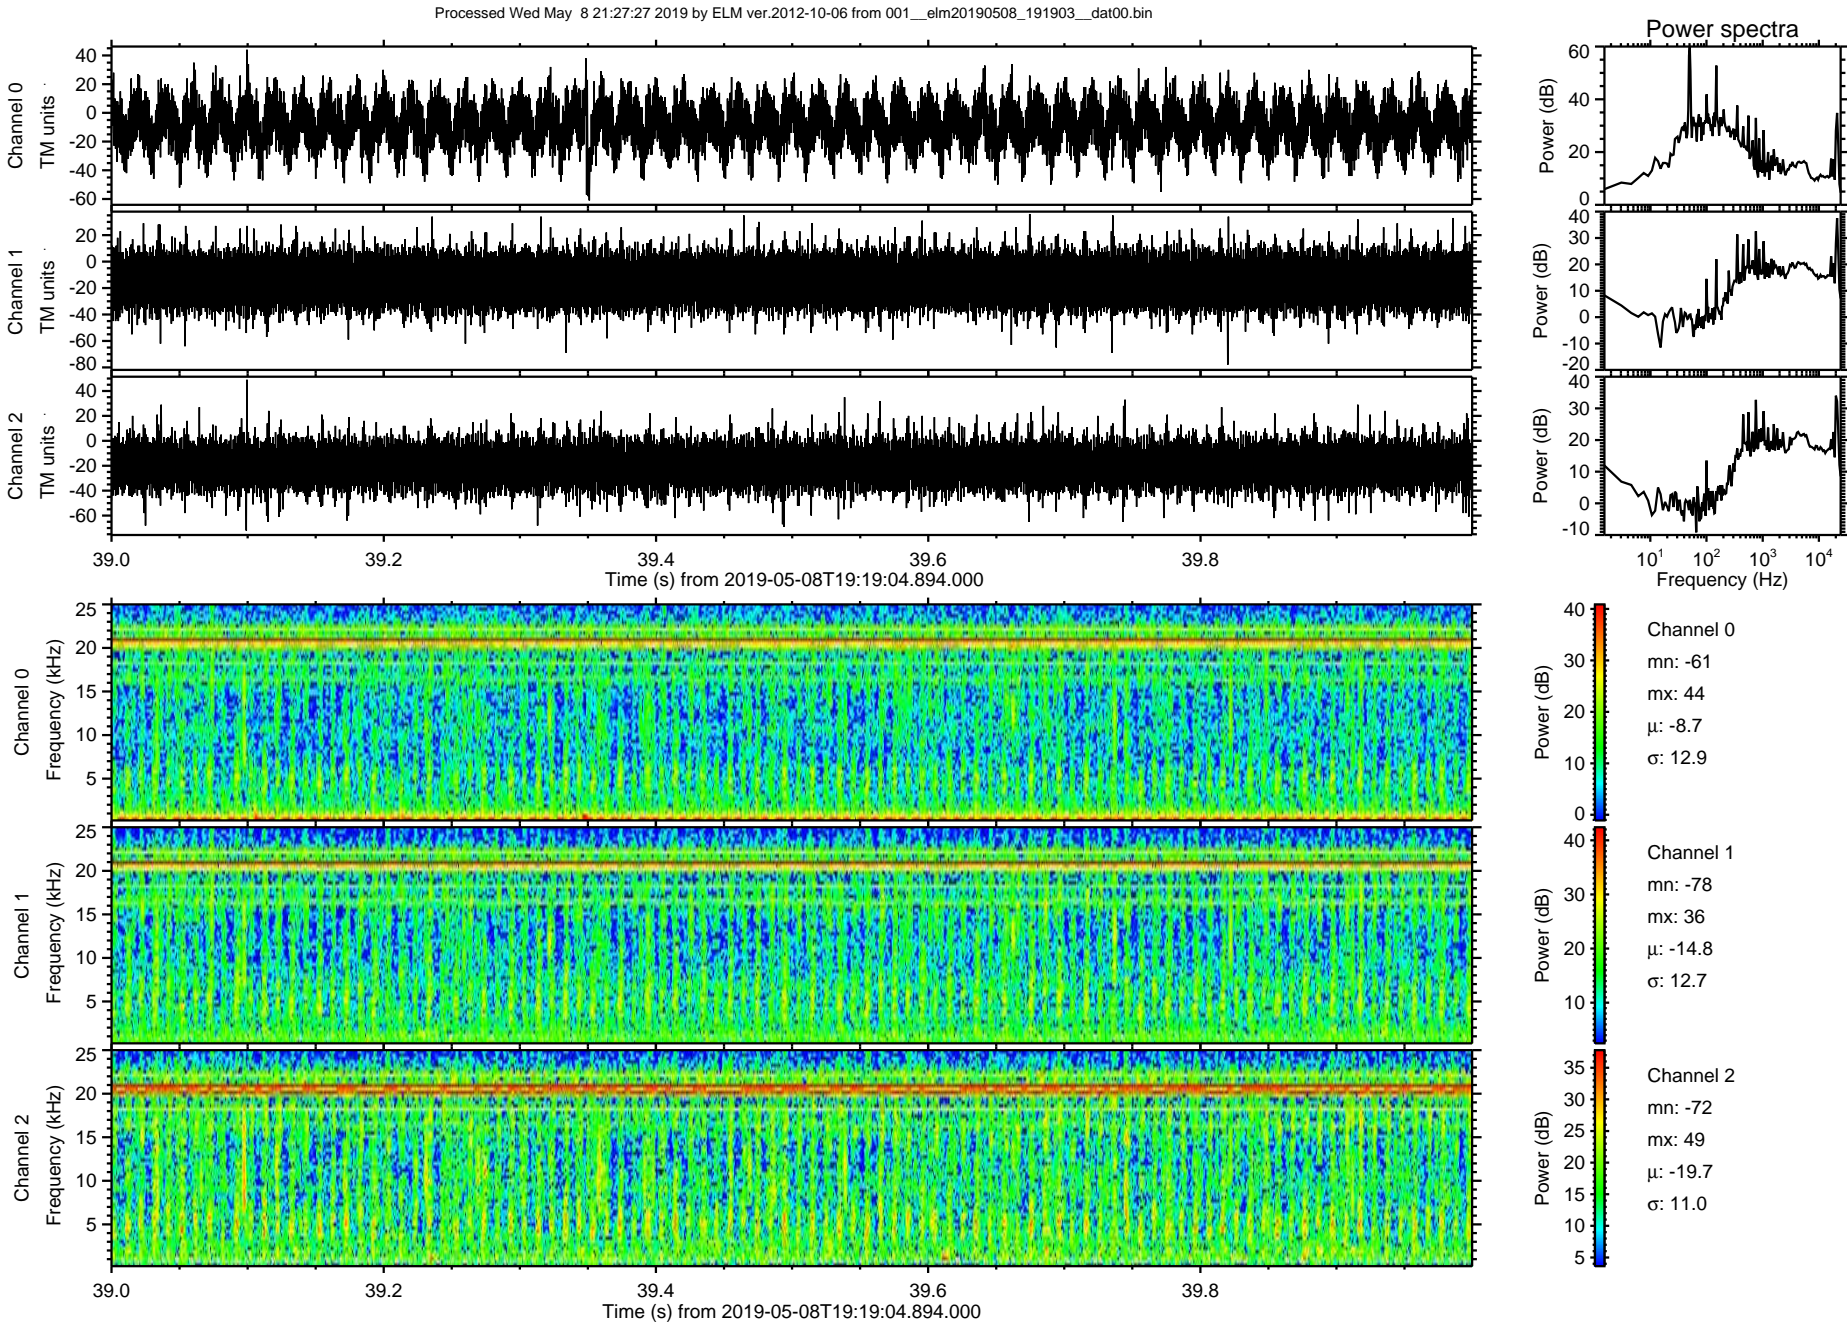 Processed Wed May  8 21:27:27 2019 by ELM ver.2012-10-06 from 001__elm20190508_191903__dat00.bin
Power spectra
Channel 0
TM units
40
20
0
-20
-40
-60
Power (dB)
60
40
20
0
Channel 1
TM units
20
0
-20
-40
-60
-80
Power (dB)
40
30
20
10
0
-10
-20
Channel 2
TM units
40
20
0
-20
-40
-60
Power (dB)
40
30
20
10
0
-10
39.0 39.2 39.4 39.6 39.8
Time (s) from 2019-05-08T19:19:04.894.000
10^1 10^2 10^3 10^4
Frequency (Hz)
Channel 0
Frequency (kHz)
25
20
15
10
5
Power (dB)
40
30
20
10
0
Channel 0
mn: -61
mx: 44
μ: -8.7
σ: 12.9
Channel 1
Frequency (kHz)
25
20
15
10
5
Power (dB)
40
30
20
10
Channel 1
mn: -78
mx: 36
μ: -14.8
σ: 12.7
Channel 2
Frequency (kHz)
25
20
15
10
5
Power (dB)
35
30
25
20
15
10
5
Channel 2
mn: -72
mx: 49
μ: -19.7
σ: 11.0
39.0 39.2 39.4 39.6 39.8
Time (s) from 2019-05-08T19:19:04.894.000